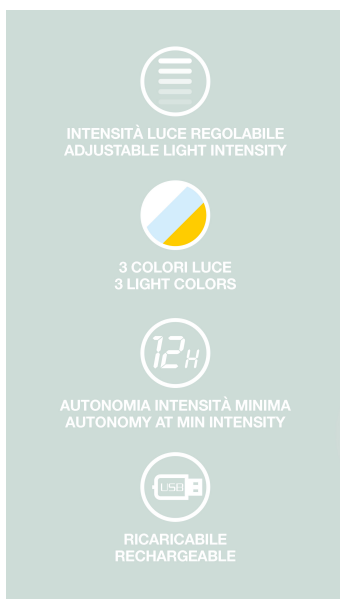 INTENSITÀ LUCE REGOLABILE
ADJUSTABLE LIGHT INTENSITY
3 COLORI LUCE
3 LIGHT COLORS
12H
AUTONOMIA INTENSITÀ MINIMA
AUTONOMY AT MIN INTENSITY
USB
RICARICABILE
RECHARGEABLE